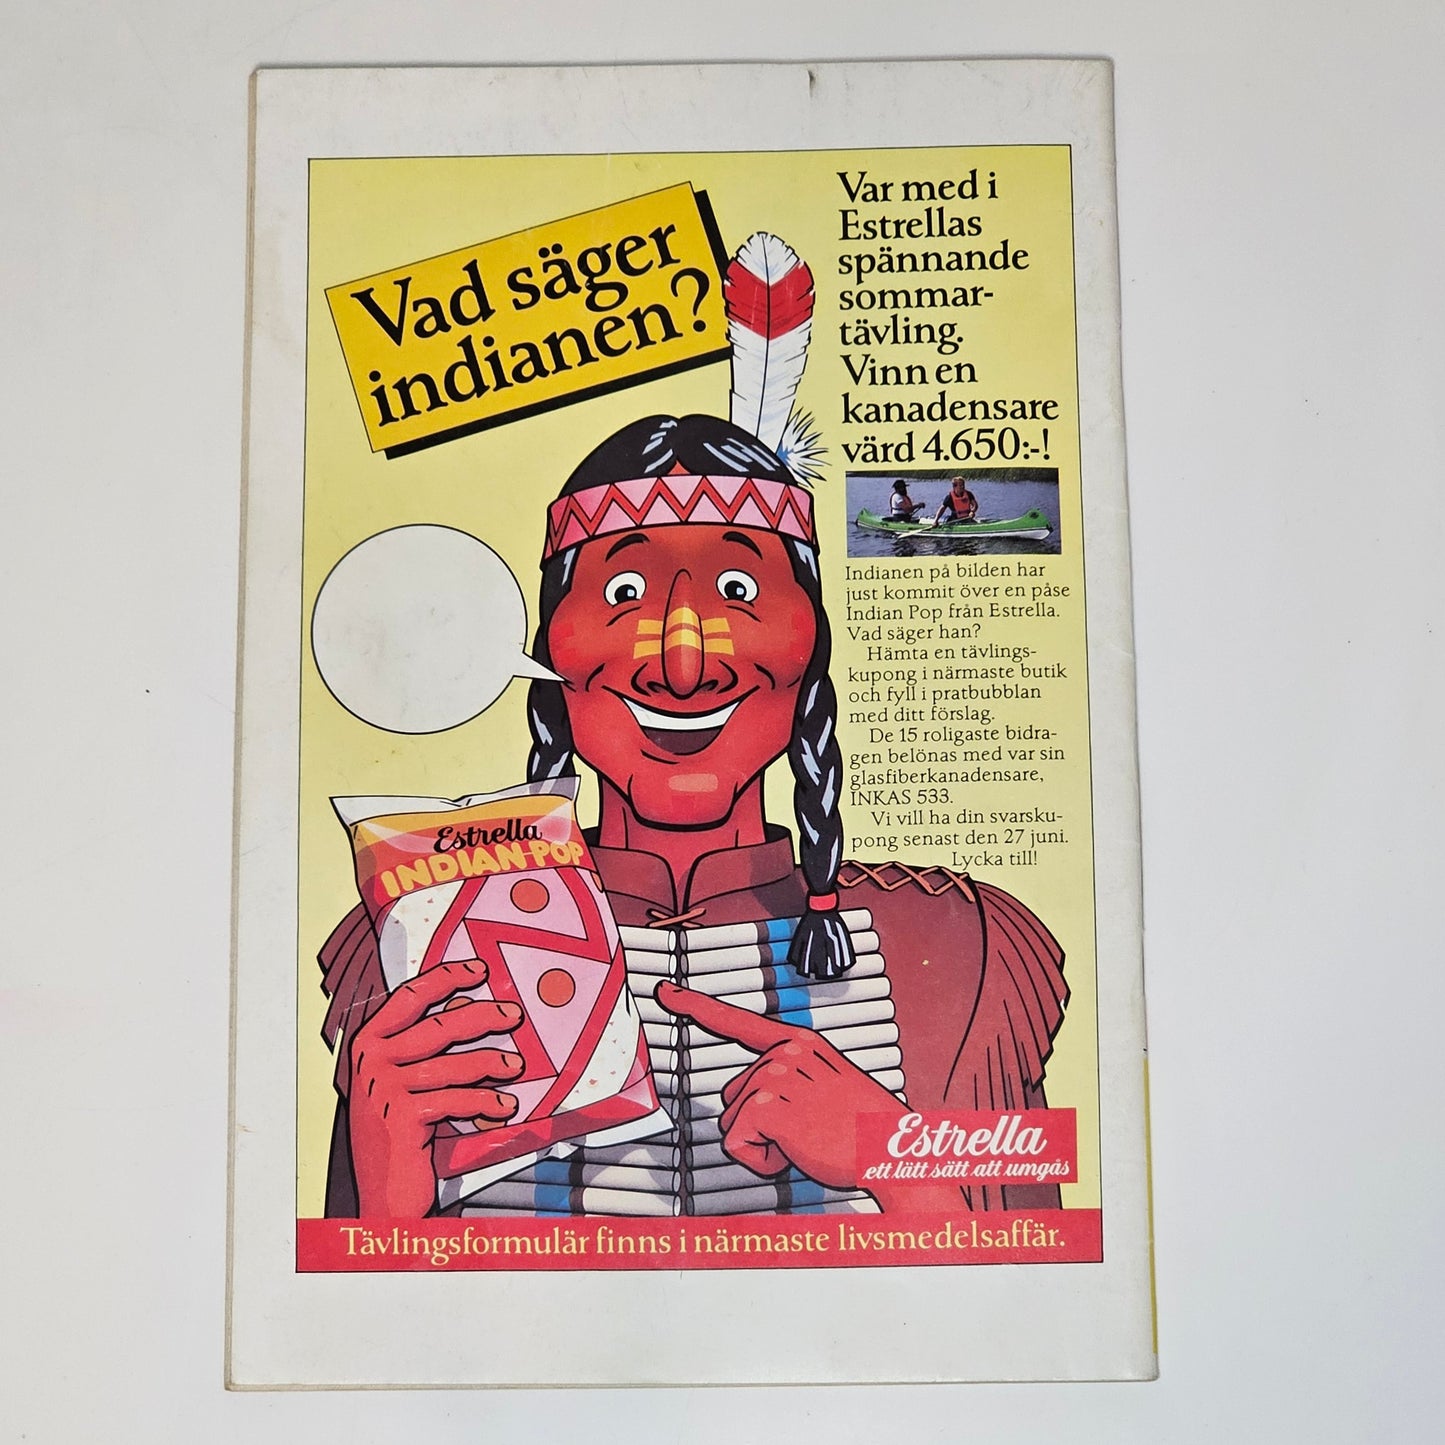 Vad säger
indianen?
Var med i
Estrellas
spännande
sommar-
tävling.
Vinn en
kanadensare
värd 4.650:-!
Indianen på bilden har
just kommit över en påse
Indian Pop från Estrella.
Vad säger han?
Hämta en tävlings-
kupong i närmaste butik
och fyll i pratbubblan
med ditt förslag.
De 15 roligaste bidra-
gen belönas med var sin
glasfiberkanadensare,
INKAS 533.
Vi vill ha din svarsku-
pong senast den 27 juni.
Lycka till!
Estrella
INDIAN POP
Estrella
ett lätt sätt att umgås
Tävlingsformulär finns i närmaste livsmedelsaffär.